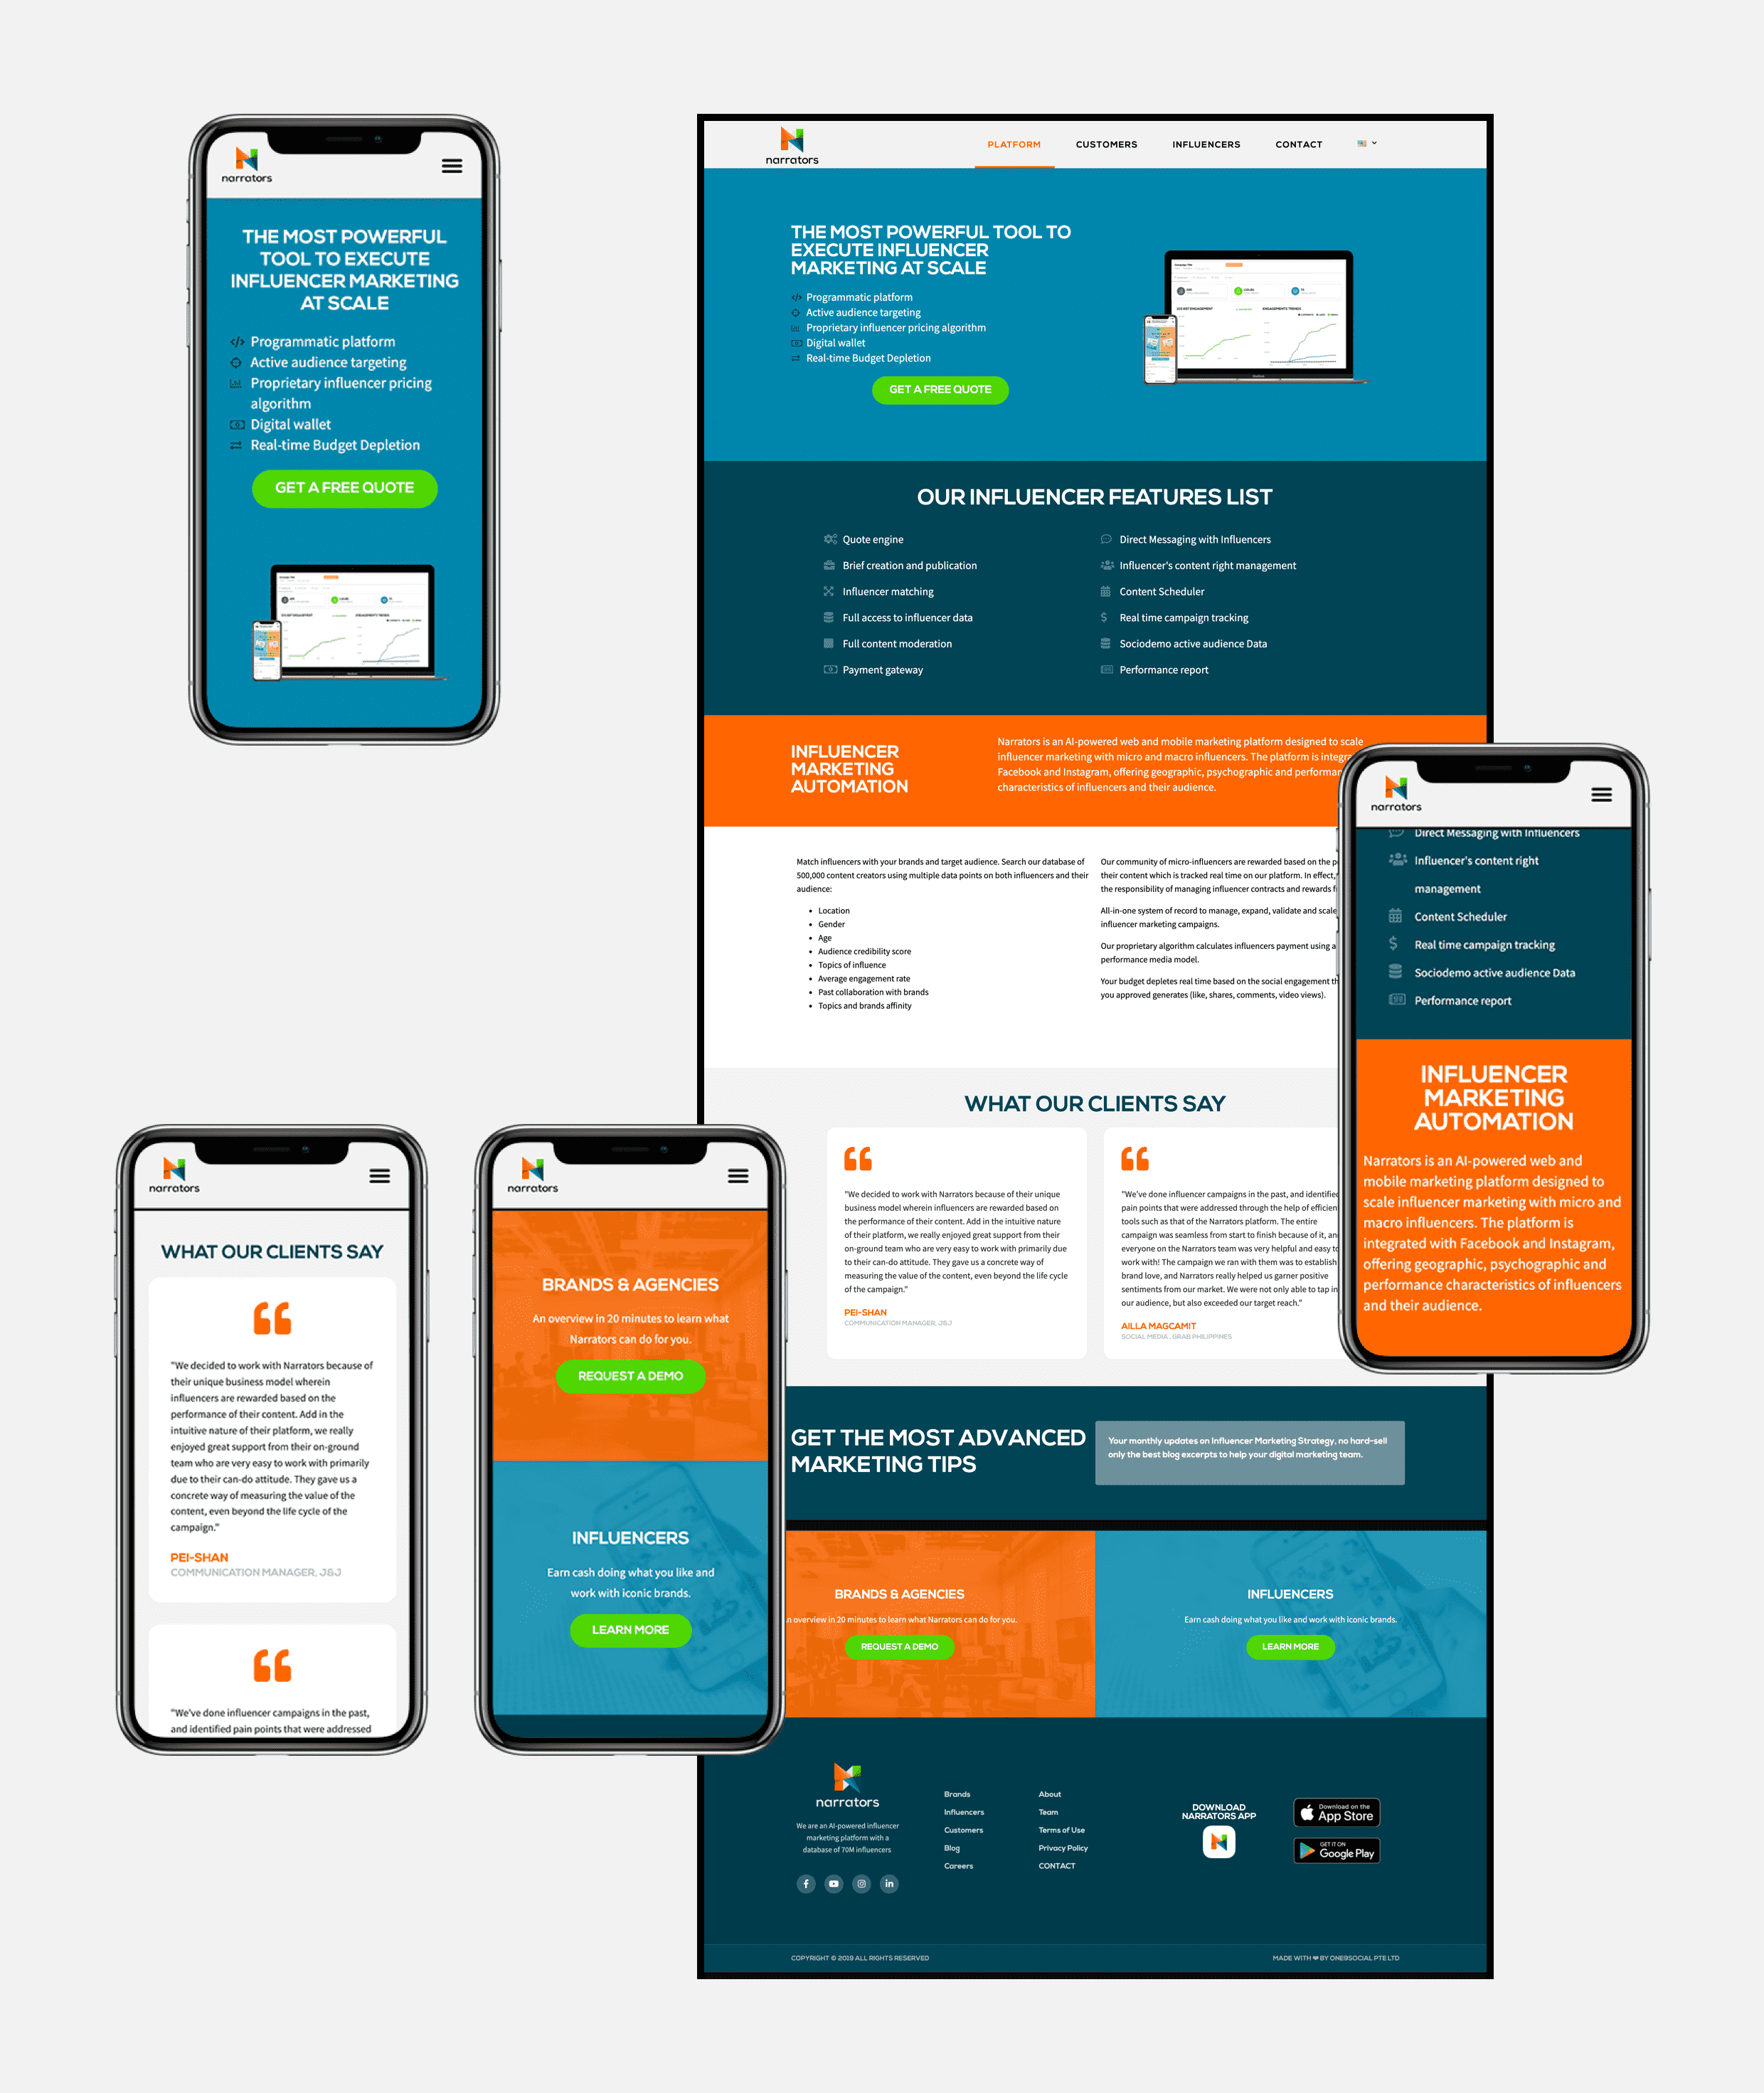 narrators
THE MOST POWERFUL
TOOL TO EXECUTE
INFLUENCER MARKETING
AT SCALE
Programmatic platform
Active audience targeting
Proprietary influencer pricing
algorithm
Digital wallet
Real-time Budget Depletion
GET A FREE QUOTE
narrators
PLATFORM
CUSTOMERS
INFLUENCERS
CONTACT
THE MOST POWERFUL TOOL TO
EXECUTE INFLUENCER
MARKETING AT SCALE
Programmatic platform
Active audience targeting
Proprietary influencer pricing algorithm
Digital wallet
Real-time Budget Depletion
GET A FREE QUOTE
OUR INFLUENCER FEATURES LIST
Quote engine
Brief creation and publication
Influencer matching
Full access to influencer data
Full content moderation
Payment gateway
Direct Messaging with Influencers
Influencer's content right management
Content Scheduler
Real time campaign tracking
Sociodemo active audience Data
Performance report
INFLUENCER
MARKETING
AUTOMATION
Narrators is an AI-powered web and mobile marketing platform designed to scale
influencer marketing with micro and macro influencers. The platform is
Facebook and Instagram, offering geographic, psychographic and
characteristics of influencers and their audience.
Match influencers with your brands and target audience. Search our database of
500,000 content creators using multiple data points on both influencers and their
audience:
Location
Gender
Age
Audience credibility score
Topics of influence
Average engagement rate
Past collaboration with brands
Topics and brands affinity
Our community of micro-influencers are rewarded based on the
their content which is tracked real time on our platform. In effect,
the responsibility of managing influencer contracts and rewards
All-in-one system of record to manage, expand, validate and scale
influencer marketing campaigns.
Our proprietary algorithm calculates influencers payment using a
performance media model.
Your budget depletes real time based on the social engagement
you approved generates (like, shares, comments, video views).
WHAT OUR CLIENTS SAY
"We decided to work with Narrators because of their unique
business model wherein influencers are rewarded based on
the performance of their content. Add in the intuitive nature
of their platform, we really enjoyed great support from their
on-ground team who are very easy to work with primarily due
to their can-do attitude. They gave us a concrete way of
measuring the value of the content, even beyond the life cycle
of the campaign."
PEI-SHAN
COMMUNICATION MANAGER, J&J
"We've done influencer campaigns in the past, and
pain points that were addressed through the help of
tools such as that of the Narrators platform. The entire
campaign was seamless from start to finish because of it,
everyone on the Narrators team was very helpful and easy
work with! The campaign we ran with them was to establish
brand love, and Narrators really helped us garner positive
sentiments from our market. We were not only able to tap
our audience, but also exceeded our target reach."
AILLA MAGCAMIT
SOCIAL MEDIA , GRAB PHILIPPINES
narrators
Direct Messaging with Influencers
Influencer's content right
management
Content Scheduler
Real time campaign tracking
Sociodemo active audience Data
Performance report
INFLUENCER
MARKETING
AUTOMATION
Narrators is an AI-powered web and
mobile marketing platform designed to
scale influencer marketing with micro and
macro influencers. The platform is
integrated with Facebook and Instagram,
offering geographic, psychographic and
performance characteristics of influencers
and their audience.
narrators
WHAT OUR CLIENTS SAY
"We decided to work with Narrators because of
their unique business model wherein
influencers are rewarded based on the
performance of their content. Add in the
intuitive nature of their platform, we really
enjoyed great support from their on-ground
team who are very easy to work with primarily
due to their can-do attitude. They gave us a
concrete way of measuring the value of the
content, even beyond the life cycle of the
campaign."
PEI-SHAN
COMMUNICATION MANAGER, J&J
"We've done influencer campaigns in the past,
and identified pain points that were addressed
narrators
BRANDS & AGENCIES
An overview in 20 minutes to learn what
Narrators can do for you.
REQUEST A DEMO
INFLUENCERS
Earn cash doing what you like and
work with iconic brands.
LEARN MORE
GET THE MOST ADVANCED
MARKETING TIPS
Your monthly updates on Influencer Marketing Strategy, no hard-sell
only the best blog excerpts to help your digital marketing team.
BRANDS & AGENCIES
overview in 20 minutes to learn what Narrators can do for you.
REQUEST A DEMO
INFLUENCERS
Earn cash doing what you like and work with iconic brands.
LEARN MORE
narrators
We are an AI-powered influencer
marketing platform with a
database of 70M influencers
Brands
Influencers
Customers
Blog
Careers
About
Team
Terms of Use
Privacy Policy
CONTACT
DOWNLOAD
NARRATORS APP
Download on the
App Store
GET IT ON
Google Play
COPYRIGHT © 2019 ALL RIGHTS RESERVED
MADE WITH ❤ BY ONE9SOCIAL PTE LTD